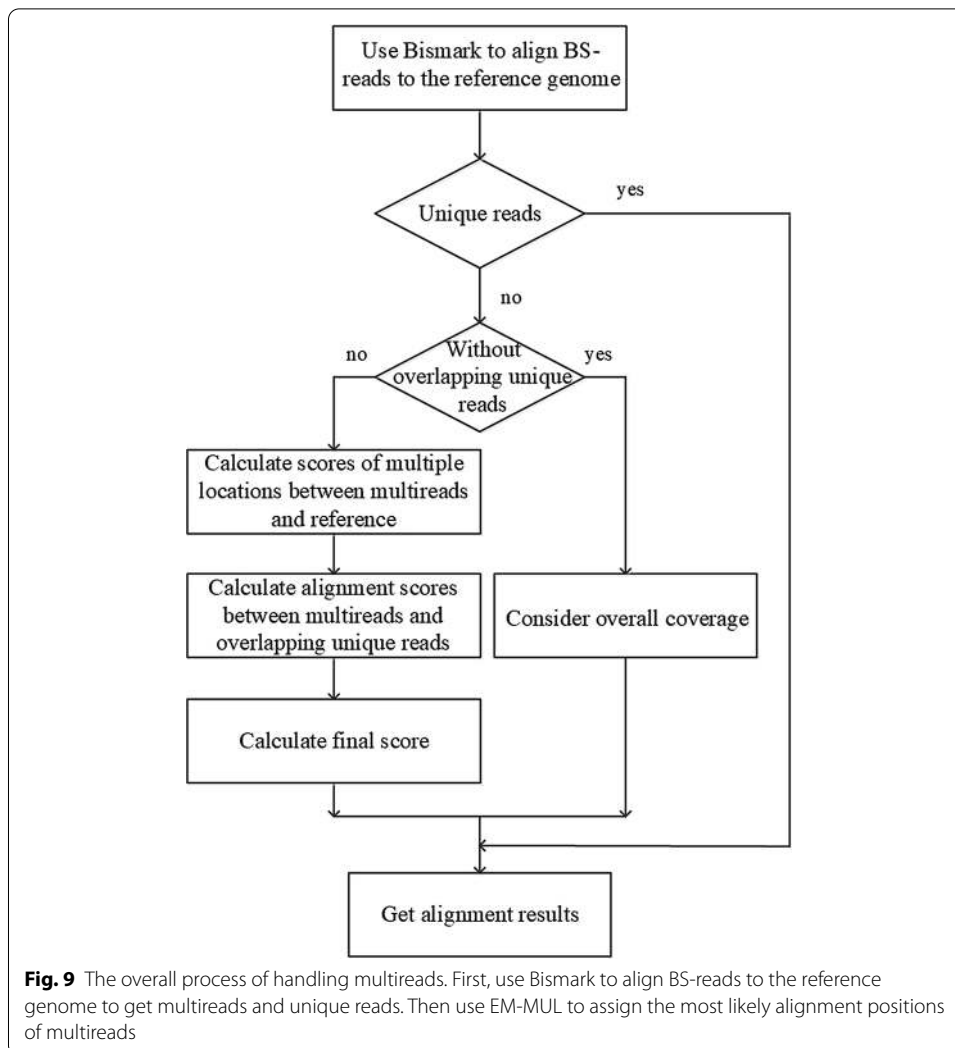 Use Bismark to align BS-
reads to the reference
genome
Unique reads
yes
no
Without
overlapping unique
reads
no
yes
Calculate scores of multiple
locations between multireads
and reference
Calculate alignment scores
between multireads and
overlapping unique reads
Consider overall coverage
Calculate final score
Get alignment results
Fig. 9 The overall process of handling multireads. First, use Bismark to align BS-reads to the reference
genome to get multireads and unique reads. Then use EM-MUL to assign the most likely alignment positions
of multireads